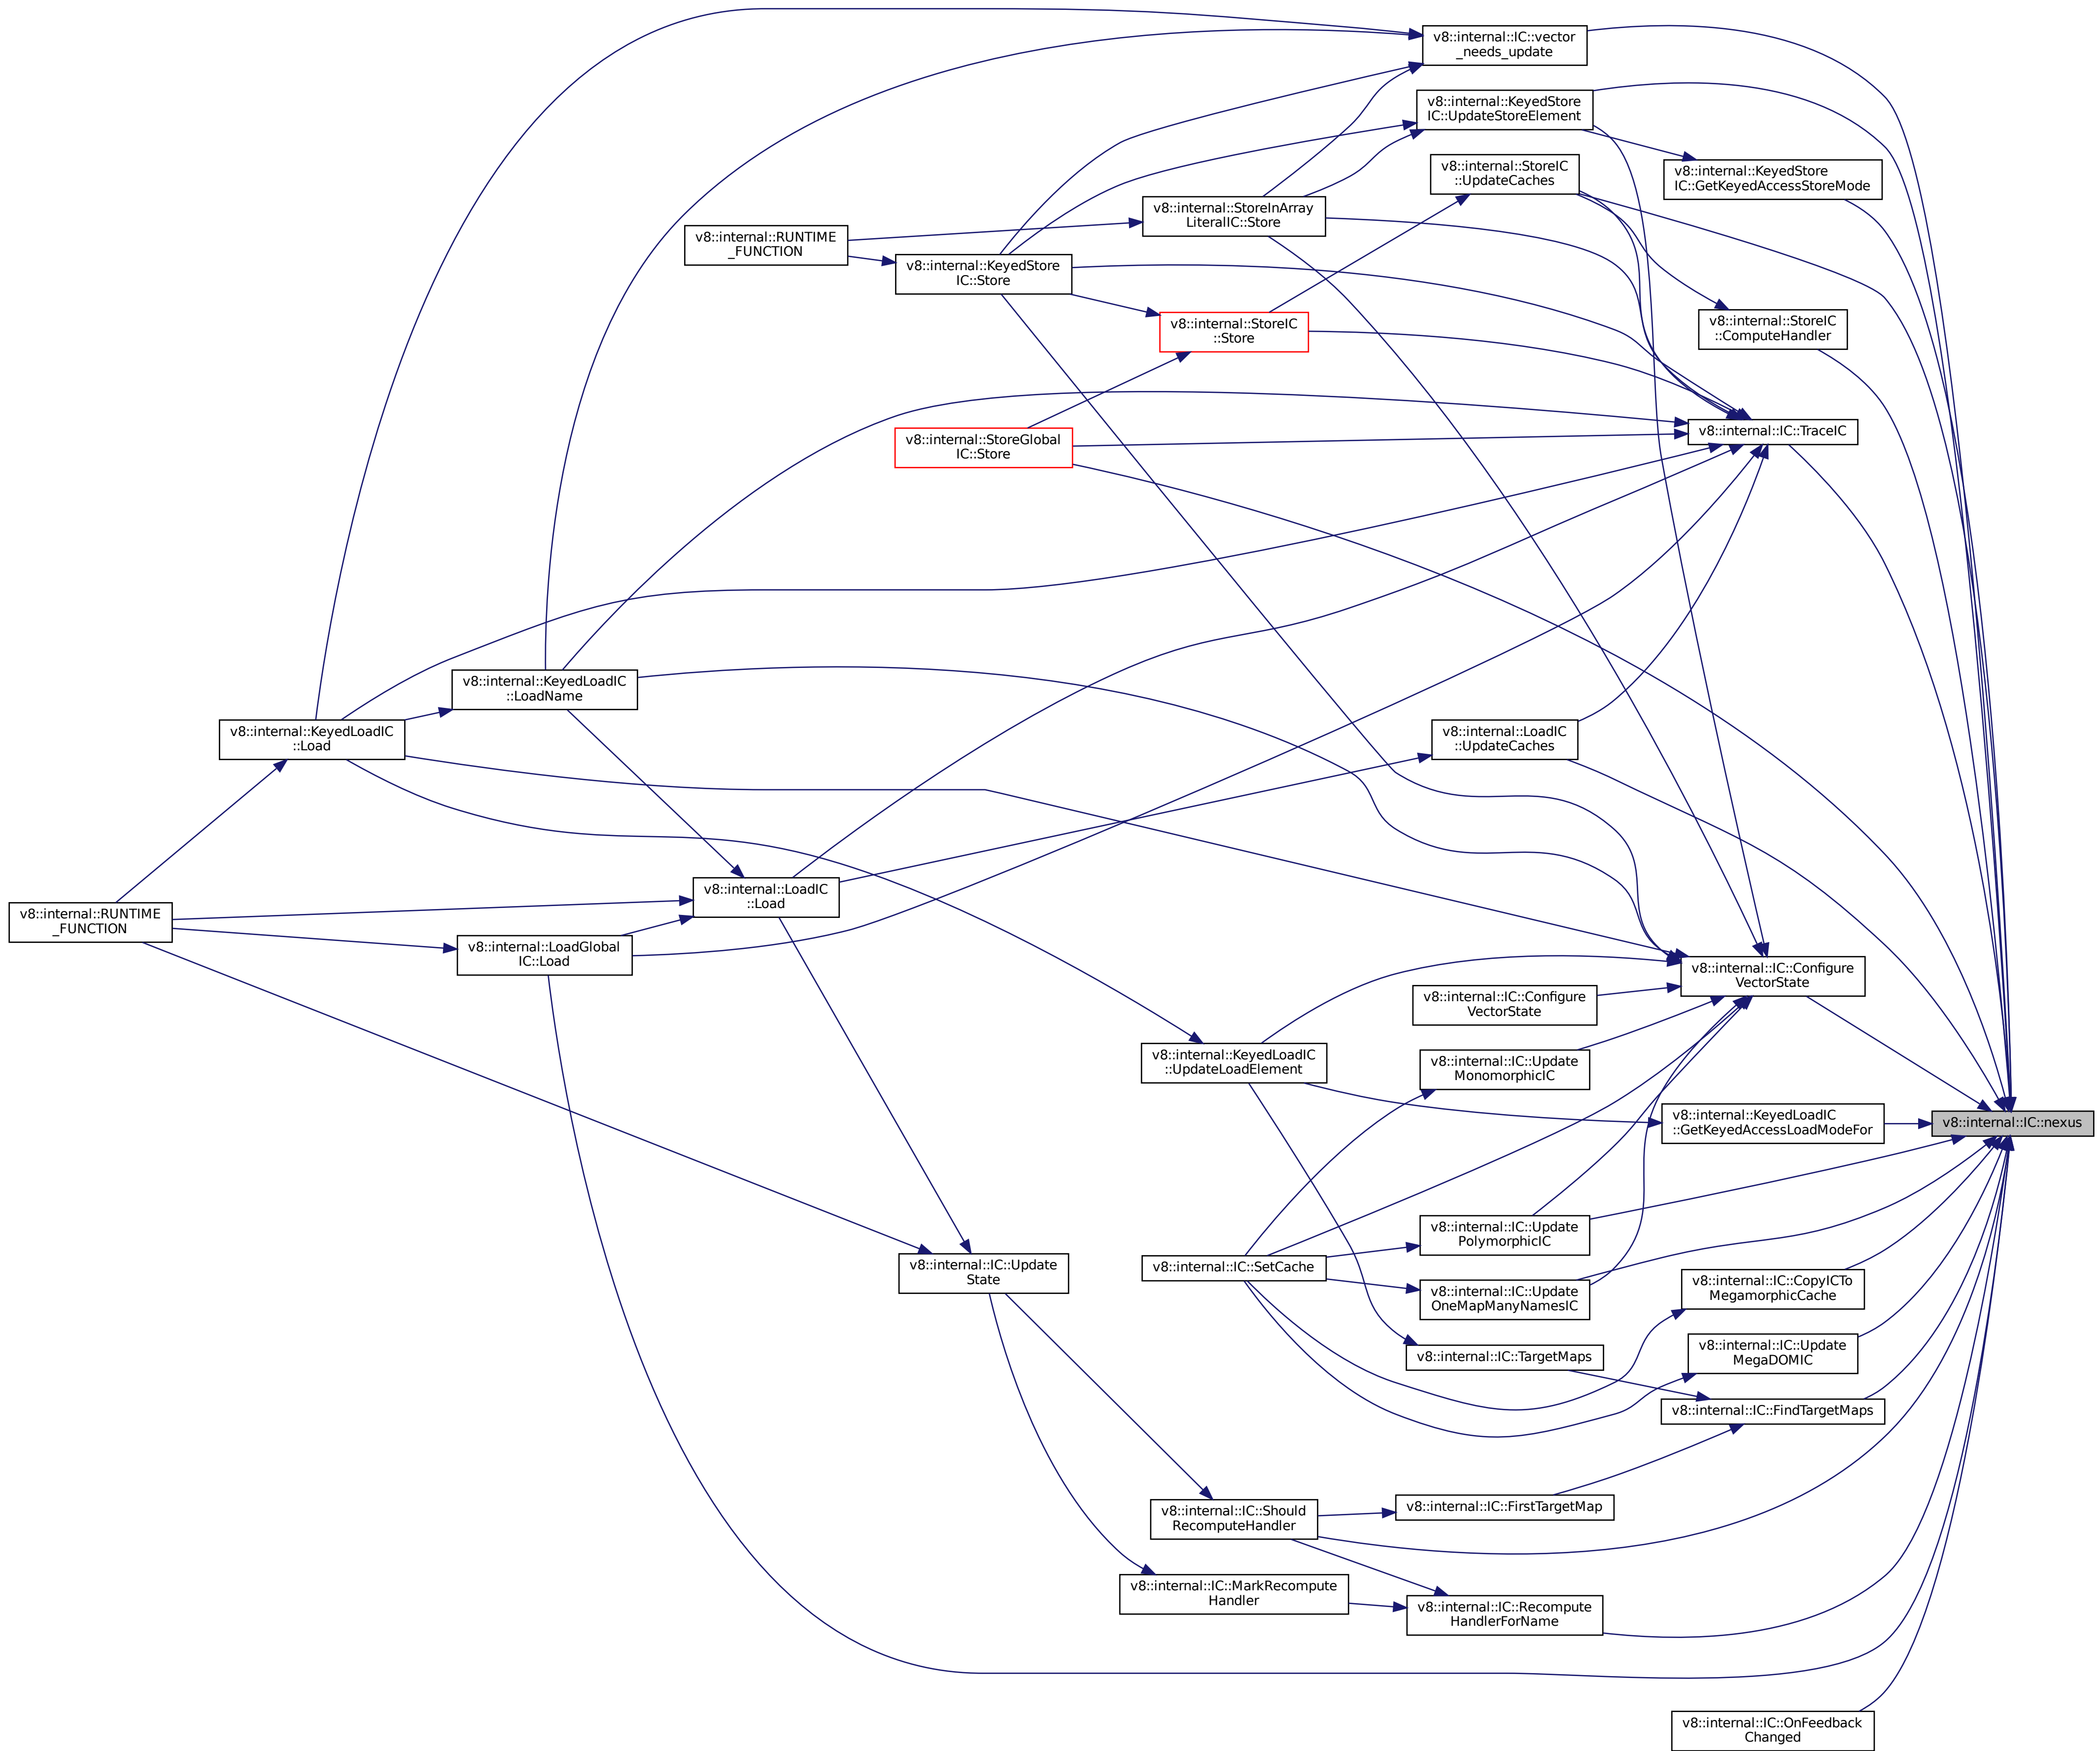 v8::internal::IC::vector
_needs_update
v8::internal::KeyedStore
IC::UpdateStoreElement
v8::internal::StoreIC
::UpdateCaches
v8::internal::KeyedStore
IC::GetKeyedAccessStoreMode
v8::internal::StoreInArray
LiteralIC::Store
v8::internal::RUNTIME
_FUNCTION
v8::internal::KeyedStore
IC::Store
v8::internal::StoreIC
::Store
v8::internal::StoreIC
::ComputeHandler
v8::internal::StoreGlobal
IC::Store
v8::internal::IC::TraceIC
v8::internal::KeyedLoadIC
::LoadName
v8::internal::KeyedLoadIC
::Load
v8::internal::LoadIC
::UpdateCaches
v8::internal::LoadIC
::Load
v8::internal::RUNTIME
_FUNCTION
v8::internal::LoadGlobal
IC::Load
v8::internal::IC::Configure
VectorState
v8::internal::IC::Configure
VectorState
v8::internal::KeyedLoadIC
::UpdateLoadElement
v8::internal::IC::Update
MonomorphicIC
v8::internal::KeyedLoadIC
::GetKeyedAccessLoadModeFor
v8::internal::IC::nexus
v8::internal::IC::Update
PolymorphicIC
v8::internal::IC::SetCache
v8::internal::IC::Update
State
v8::internal::IC::Update
OneMapManyNamesIC
v8::internal::IC::CopyICTo
MegamorphicCache
v8::internal::IC::TargetMaps
v8::internal::IC::Update
MegaDOMIC
v8::internal::IC::FindTargetMaps
v8::internal::IC::Should
RecomputeHandler
v8::internal::IC::FirstTargetMap
v8::internal::IC::MarkRecompute
Handler
v8::internal::IC::Recompute
HandlerForName
v8::internal::IC::OnFeedback
Changed